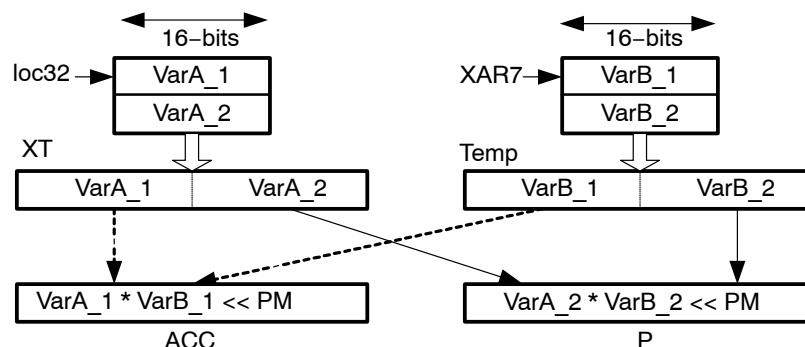 16–bits 16–bits
loc32 VarA_1 XAR7 VarB_1
VarA_2 VarB_2
XT Temp
VarA_1 VarA_2 VarB_1 VarB_2
VarA_1 * VarB_1 << PM VarA_2 * VarB_2 << PM
ACC P